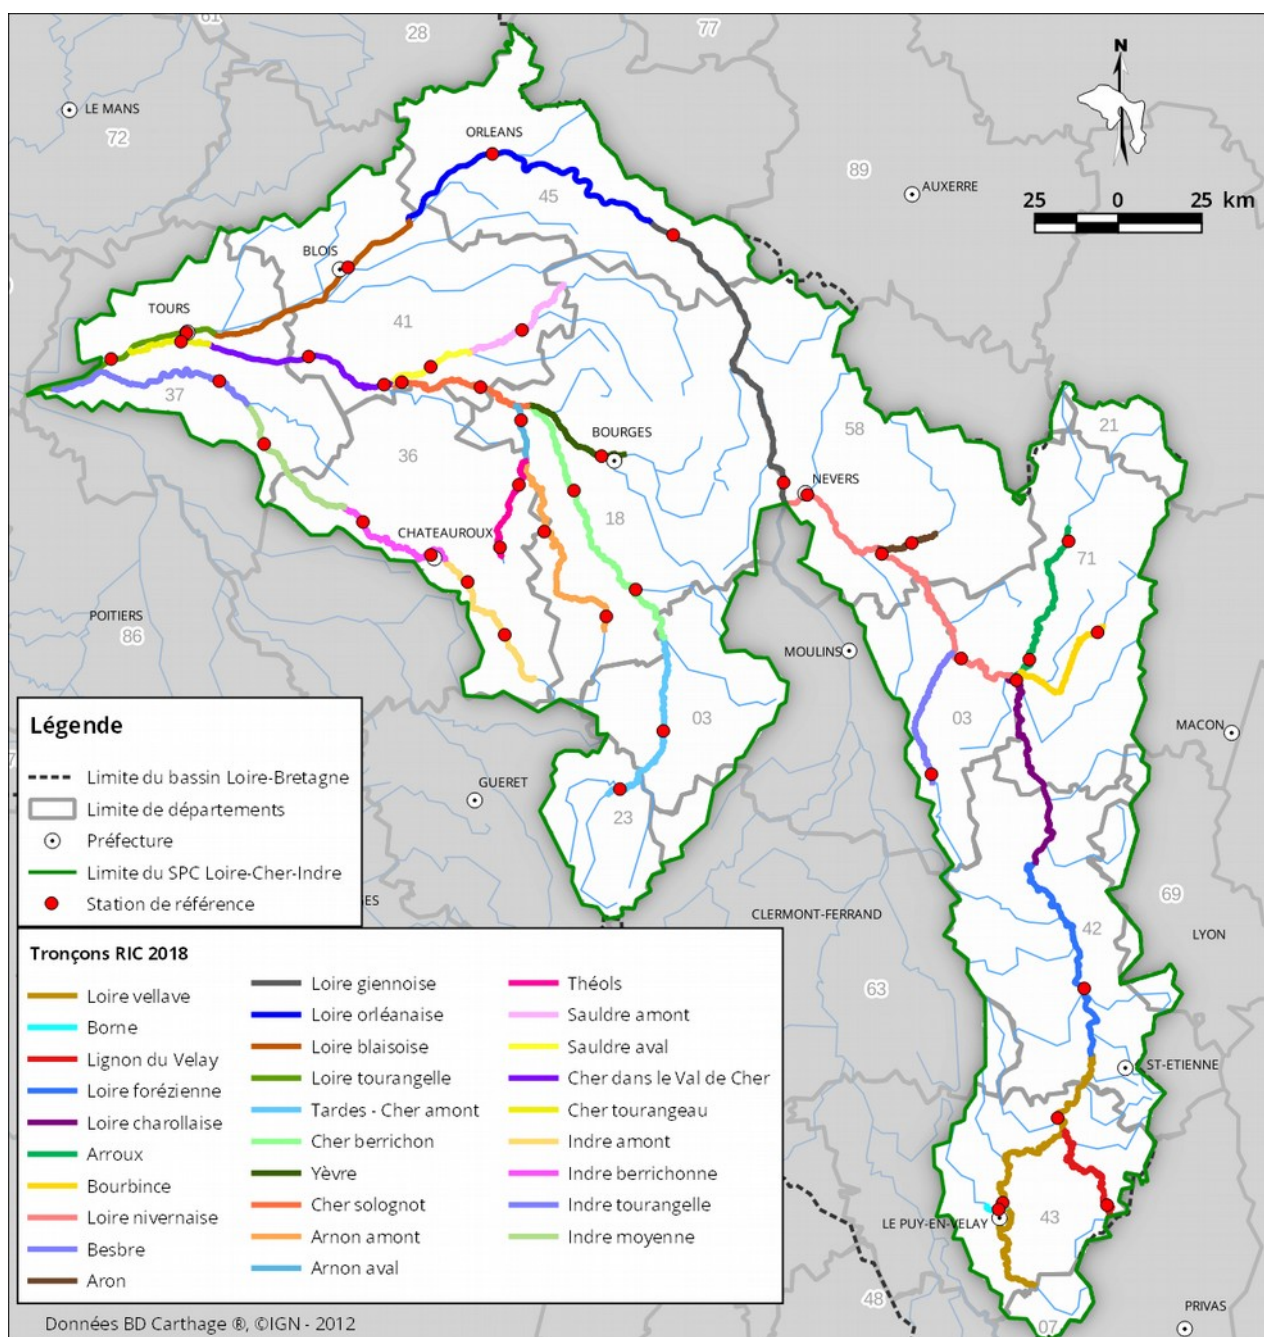 61
28
77
N
LE MANS
72
ORLEANS
45
89
AUXERRE
25 0 25 km
BLOIS
TOURS
41
37
BOURGES
58
21
36
NEVERS
18
CHATEAUROUX
71
POITIERS
86
MOULINS
03
03
MACON
GUERET
23
69
CLERMONT-FERRAND
42
LYON
63
ST-ETIENNE
LE PUY-EN-VELAY
43
48
07
PRIVAS
Légende
Limite du bassin Loire-Bretagne
Limite de départements
Préfecture
Limite du SPC Loire-Cher-Indre
Station de référence
GES
Tronçons RIC 2018
Loire vellave
Borne
Lignon du Velay
Loire forézienne
Loire charollaise
Arroux
Bourbince
Loire nivernaise
Besbre
Aron
Loire giennoise
Loire orléanaise
Loire blaisoise
Loire tourangelle
Tardes - Cher amont
Cher berrichon
Yèvre
Cher solognot
Arnon amont
Arnon aval
Théols
Sauldre amont
Sauldre aval
Cher dans le Val de Cher
Cher tourangeau
Indre amont
Indre berrichonne
Indre tourangelle
Indre moyenne
Données BD Carthage ®, ©IGN - 2012